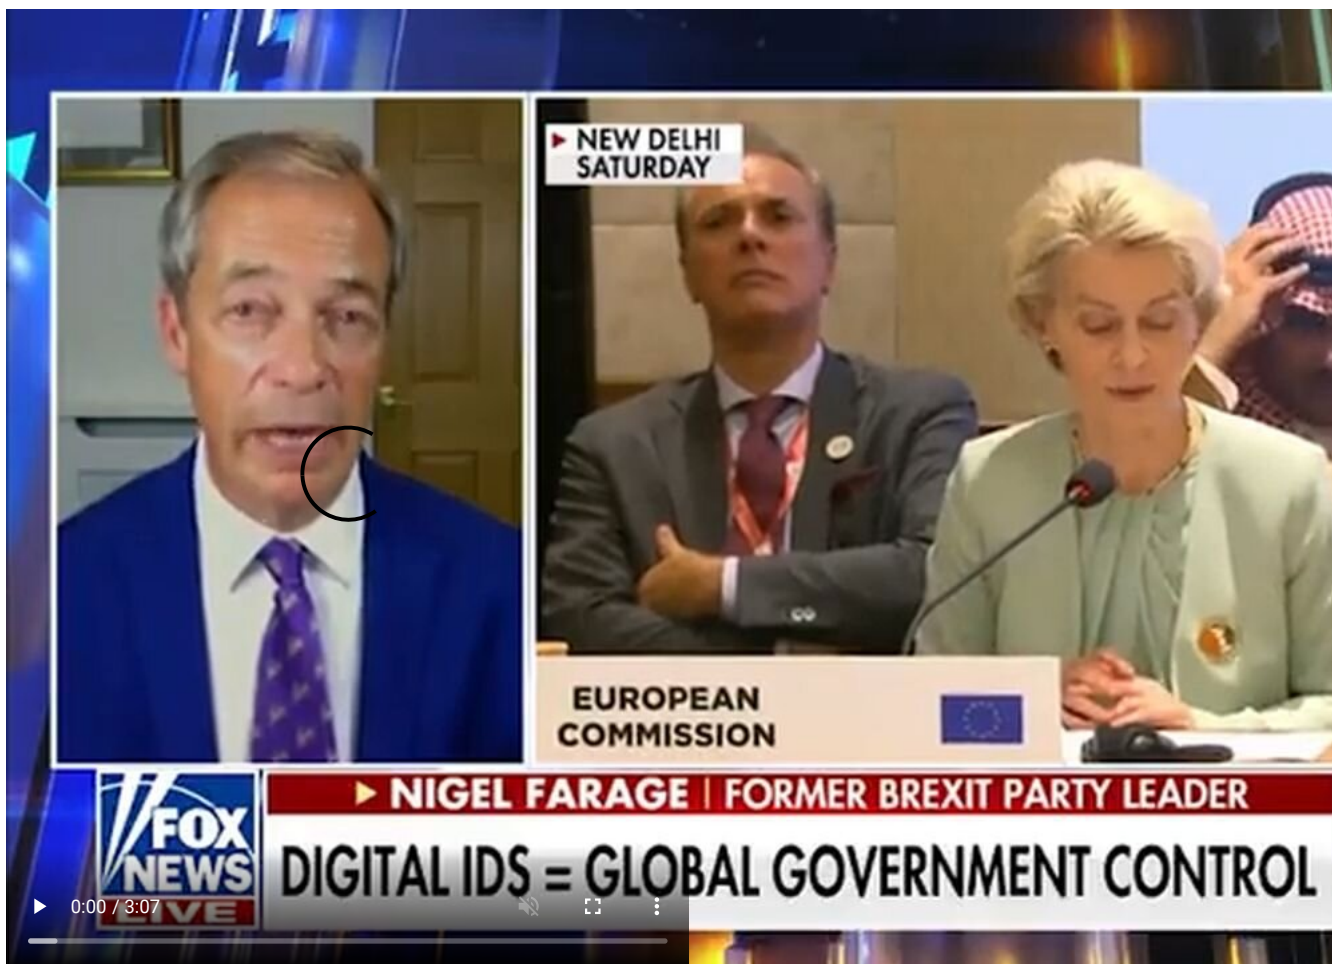 NEW DELHI
SATURDAY
EUROPEAN
COMMISSION
NIGEL FARAGE | FORMER BREXIT PARTY LEADER
FOX
NEWS
DIGITAL IDS = GLOBAL GOVERNMENT CONTROL
LIVE
0:00 / 3:07